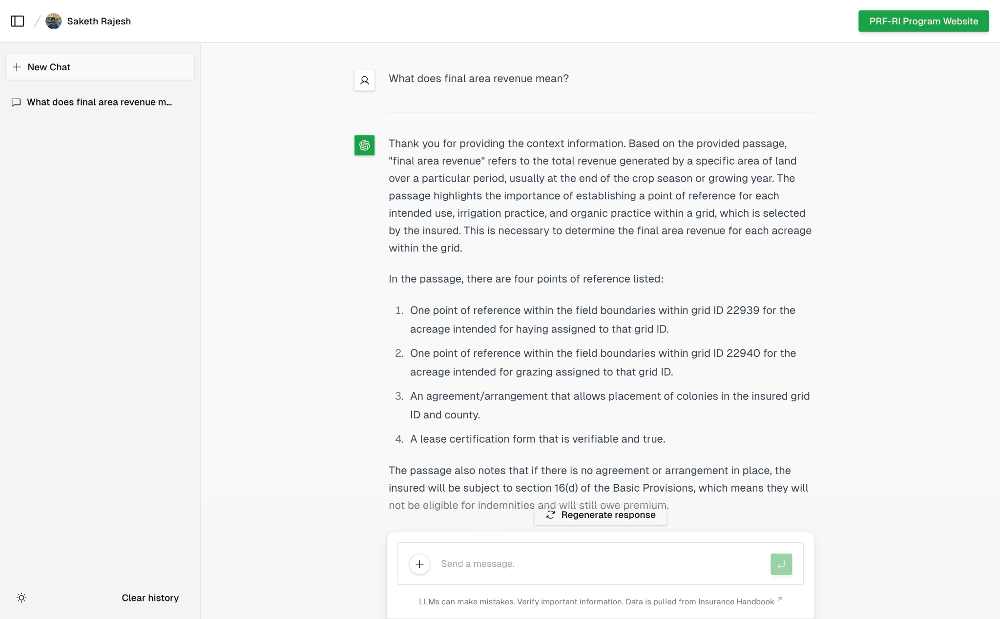 Saketh Rajesh
PRF-RI Program Website
New Chat
What does final area revenue m...
What does final area revenue mean?
Thank you for providing the context information. Based on the provided passage,
"final area revenue" refers to the total revenue generated by a specific area of land
over a particular period, usually at the end of the crop season or growing year. The
passage highlights the importance of establishing a point of reference for each
intended use, irrigation practice, and organic practice within a grid, which is selected
by the insured. This is necessary to determine the final area revenue for each acreage
within the grid.
In the passage, there are four points of reference listed:
1. One point of reference within the field boundaries within grid ID 22939 for the
acreage intended for having assigned to that grid ID.
2. One point of reference within the field boundaries within grid ID 22940 for the
acreage intended for grazing assigned to that grid ID.
3. An agreement/arrangement that allows placement of colonies in the insured grid
ID and county.
4. A lease certification form that is verifiable and true.
The passage also notes that if there is no agreement or arrangement in place, the
insured will be subject to section 16(d) of the Basic Provisions, which means they will
not be eligible for indemnities and will still owe premium.
Regenerate response
Send a message.
LLMs can make mistakes. Verify important information. Data is pulled from Insurance Handbook
Clear history